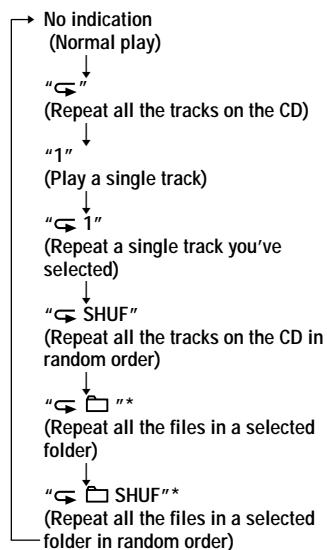 No indication
(Normal play)
“ ”
(Repeat all the tracks on the CD)
“1”
(Play a single track)
“ 1”
(Repeat a single track you've
selected)
“ SHUF”
(Repeat all the tracks on the CD in
random order)
“ ”*
(Repeat all the files in a selected
folder)
“ SHUF”*
(Repeat all the files in a selected
folder in random order)